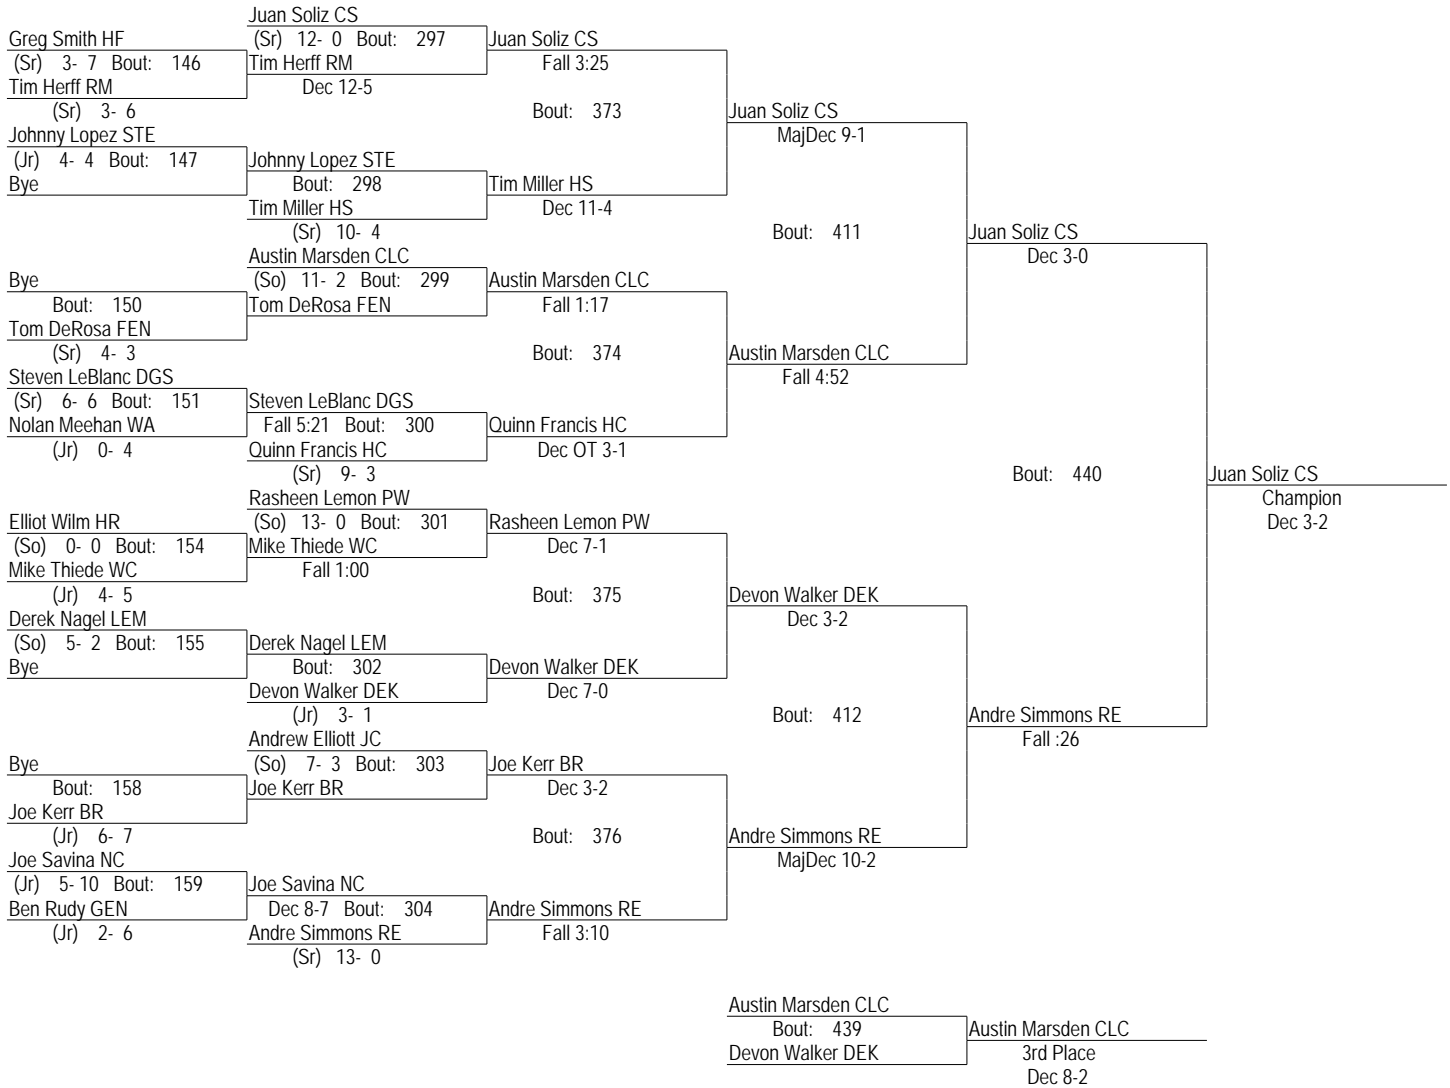 Juan Soliz CS
Greg Smith HF (Sr) 12- 0 Bout: 297 Juan Soliz CS
(Sr) 3- 7 Bout: 146 Tim Herff RM Fall 3:25
Tim Herff RM Dec 12-5
(Sr) 3- 6 Bout: 373 Juan Soliz CS
Johnny Lopez STE MajDec 9-1
(Jr) 4- 4 Bout: 147 Johnny Lopez STE
Bye Bout: 298 Tim Miller HS
Tim Miller HS Dec 11-4
(Sr) 10- 4 Bout: 411 Juan Soliz CS
Austin Marsden CLC Dec 3-0
Bye (So) 11- 2 Bout: 299 Austin Marsden CLC
Bout: 150 Tom DeRosa FEN Fall 1:17
Tom DeRosa FEN
(Sr) 4- 3 Bout: 374 Austin Marsden CLC
Steven LeBlanc DGS Fall 4:52
(Sr) 6- 6 Bout: 151 Steven LeBlanc DGS
Nolan Meehan WA Fall 5:21 Bout: 300 Quinn Francis HC
(Jr) 0- 4 Quinn Francis HC Dec OT 3-1
(Sr) 9- 3 Bout: 440 Juan Soliz CS
Rasheen Lemon PW Champion
Elliot Wilm HR (So) 13- 0 Bout: 301 Rasheen Lemon PW Dec 3-2
(So) 0- 0 Bout: 154 Mike Thiede WC Dec 7-1
Mike Thiede WC Fall 1:00
(Jr) 4- 5 Bout: 375 Devon Walker DEK
Derek Nagel LEM Dec 3-2
(So) 5- 2 Bout: 155 Derek Nagel LEM
Bye Bout: 302 Devon Walker DEK
Devon Walker DEK Dec 7-0
(Jr) 3- 1 Bout: 412 Andre Simmons RE
Andrew Elliott JC Fall :26
Bye (So) 7- 3 Bout: 303 Joe Kerr BR
Bout: 158 Joe Kerr BR Dec 3-2
Joe Kerr BR
(Jr) 6- 7 Bout: 376 Andre Simmons RE
Joe Savina NC MajDec 10-2
(Jr) 5- 10 Bout: 159 Joe Savina NC
Ben Rudy GEN Dec 8-7 Bout: 304 Andre Simmons RE
(Jr) 2- 6 Andre Simmons RE Fall 3:10
(Sr) 13- 0
Austin Marsden CLC
Bout: 439 Austin Marsden CLC
Devon Walker DEK 3rd Place
Dec 8-2